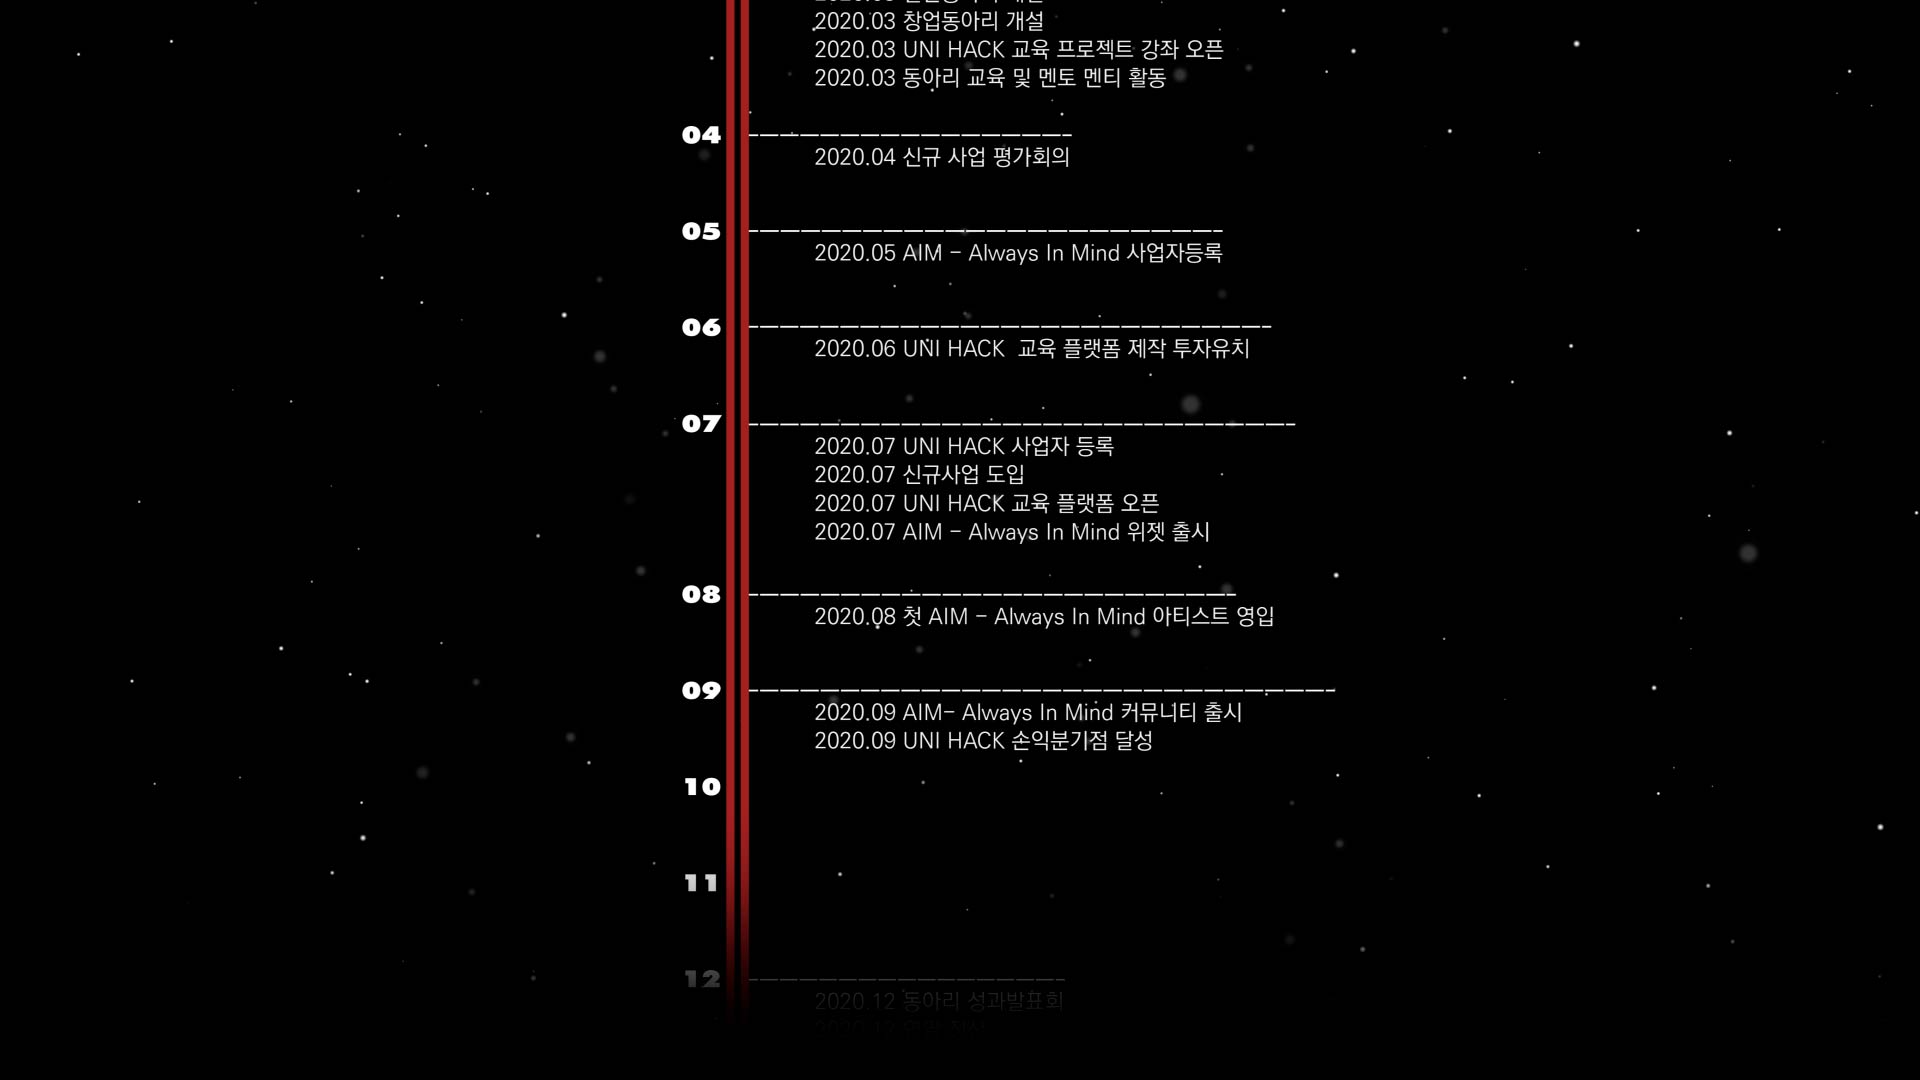 2020.03 창업동아리 개설
2020.03 UNI HACK 교육 프로젝트 강좌 오픈
2020.03 동아리 교육 및 멘토 멘티 활동
04
2020.04 신규 사업 평가회의
05
2020.05 AIM - Always In Mind 사업자등록
06
2020.06 UNI HACK  교육 플랫폼 제작 투자유치
07
2020.07 UNI HACK 사업자 등록
2020.07 신규사업 도입
2020.07 UNI HACK 교육 플랫폼 오픈
2020.07 AIM - Always In Mind 위젯 출시
08
2020.08 첫 AIM - Always In Mind 아티스트 영입
09
2020.09 AIM- Always In Mind 커뮤니티 출시
2020.09 UNI HACK 손익분기점 달성
10
11
12
2020.12 동아리 성과발표회
2020.12